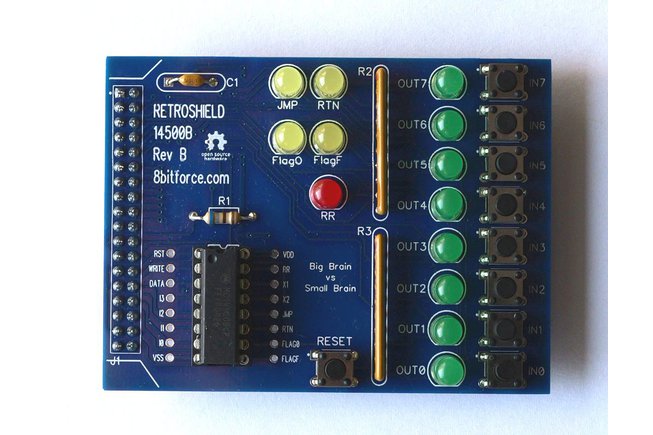 C1
RETROSHIELD
14500B
Rev B
8bitforce.com
open source
hardware
JMP
RTN
FlagO
FlagF
RR
R1
R2
R3
OUT7
IN7
OUT6
IN6
OUT5
IN5
OUT4
IN4
OUT3
IN3
OUT2
IN2
OUT1
IN1
OUT0
IN0
RST
WRITE
DATA
I3
I2
I1
I0
VSS
VDD
RR
X1
X2
JMP
RTN
FLAG0
FLAGF
Big Brain
vs
Small Brain
RESET
J1